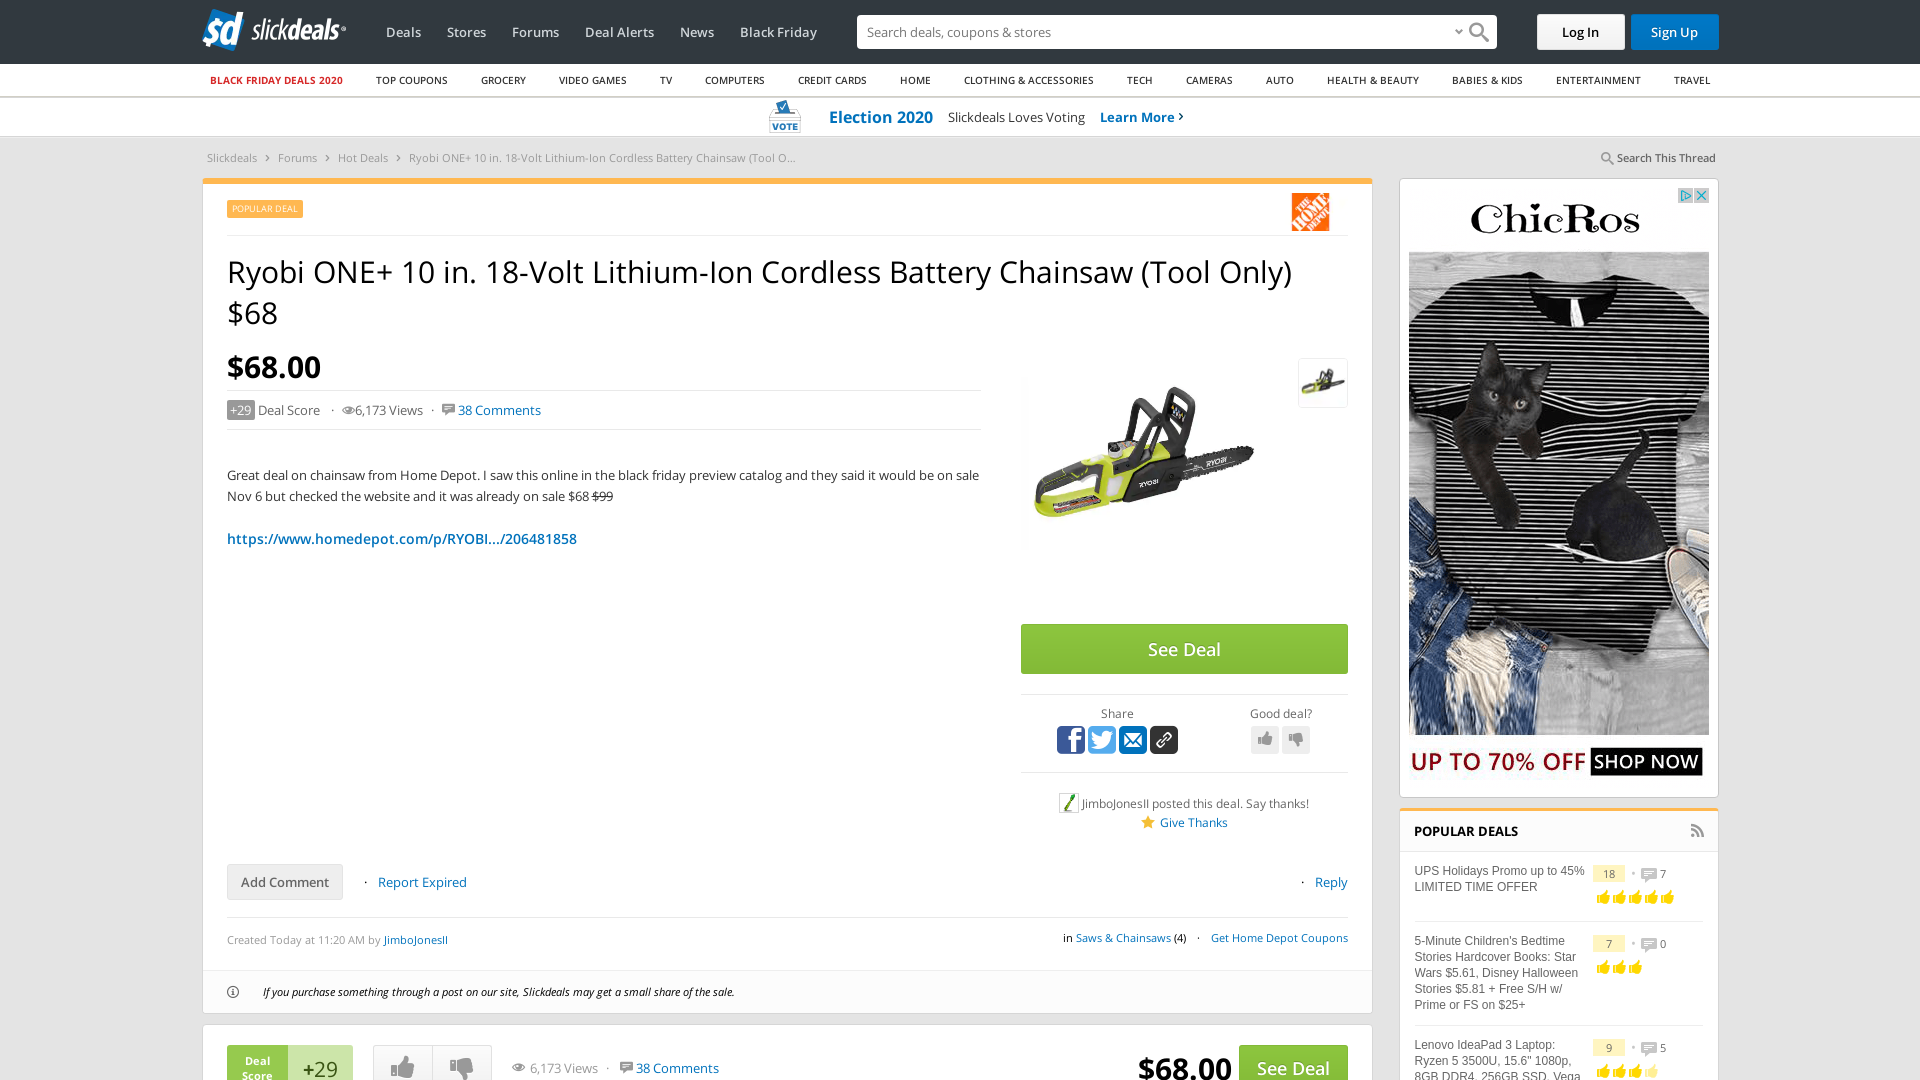 slickdeals
Deals
Stores
Forums
Deal Alerts
News
Black Friday
Search deals, coupons & stores
Log In
Sign Up
BLACK FRIDAY DEALS 2020
TOP COUPONS
GROCERY
VIDEO GAMES
TV
COMPUTERS
CREDIT CARDS
HOME
CLOTHING & ACCESSORIES
TECH
CAMERAS
AUTO
HEALTH & BEAUTY
BABIES & KIDS
ENTERTAINMENT
TRAVEL
VOTE
Election 2020 Slickdeals Loves Voting Learn More
Slickdeals › Forums › Hot Deals › Ryobi ONE+ 10 in. 18-Volt Lithium-Ion Cordless Battery Chainsaw (Tool O...
Search This Thread
POPULAR DEAL
THE HOME DEPOT
Ryobi ONE+ 10 in. 18-Volt Lithium-Ion Cordless Battery Chainsaw (Tool Only)
$68
$68.00
+29 Deal Score · 6,173 Views · 38 Comments
Great deal on chainsaw from Home Depot. I saw this online in the black friday preview catalog and they said it would be on sale
Nov 6 but checked the website and it was already on sale $68 $99
https://www.homedepot.com/p/RYOBI.../206481858
RYOBI
RYOBI
See Deal
Share
Good deal?
JimboJonesII posted this deal. Say thanks!
Give Thanks
Add Comment
· Report Expired
· Reply
Created Today at 11:20 AM by JimboJonesII
in Saws & Chainsaws (4) · Get Home Depot Coupons
If you purchase something through a post on our site, Slickdeals may get a small share of the sale.
Deal
Score
+29
6,173 Views · 38 Comments
$68.00
See Deal
ChicRos
UP TO 70% OFF SHOP NOW
POPULAR DEALS
UPS Holidays Promo up to 45%
LIMITED TIME OFFER
18 • 7
5-Minute Children's Bedtime
Stories Hardcover Books: Star
Wars $5.61, Disney Halloween
Stories $5.81 + Free S/H w/
Prime or FS on $25+
7 • 0
Lenovo IdeaPad 3 Laptop:
Ryzen 5 3500U, 15.6" 1080p,
8GB DDR4, 256GB SSD, Vega
9 • 5